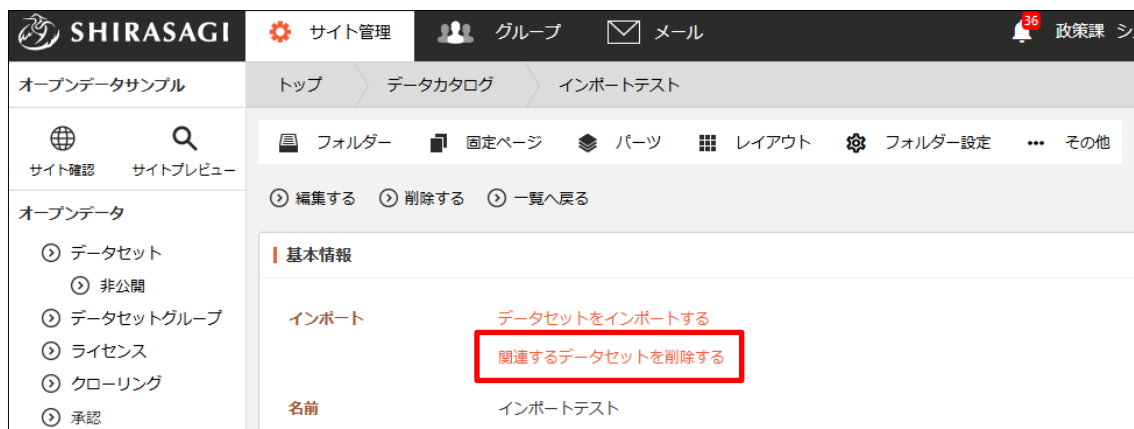 SHIRASAGI サイト管理 グループ メール 36 政策課 シ
オープンデータサンプル トップ データカタログ インポートテスト
サイト確認 サイトプレビュー フォルダー 固定ページ パーツ レイアウト フォルダー設定 ••• その他
編集する 削除する 一覧へ戻る
オープンデータ
データセット
非公開
データセットグループ
ライセンス
クローリング
承認
基本情報
インポート データセットをインポートする
関連するデータセットを削除する
名前 インポートテスト